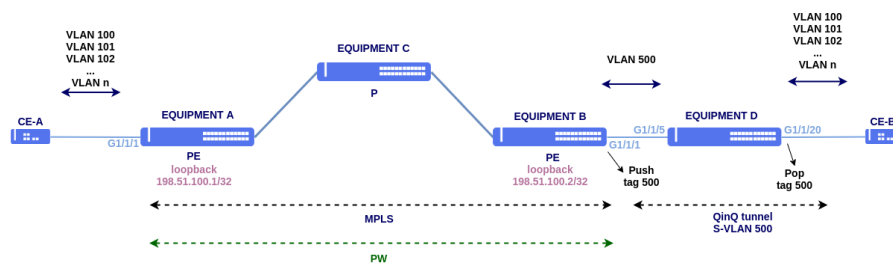 VLAN 100
VLAN 101
VLAN 102
...
VLAN n
EQUIPMENT C
P
VLAN 500
VLAN 100
VLAN 101
VLAN 102
...
VLAN n
CE-A
G1/1/1
EQUIPMENT A
PE
loopback
198.51.100.1/32
EQUIPMENT B
PE
loopback
198.51.100.2/32
G1/1/5
G1/1/1
EQUIPMENT D
G1/1/20
CE-B
Push
tag 500
Pop
tag 500
MPLS
QinQ tunnel
S-VLAN 500
PW